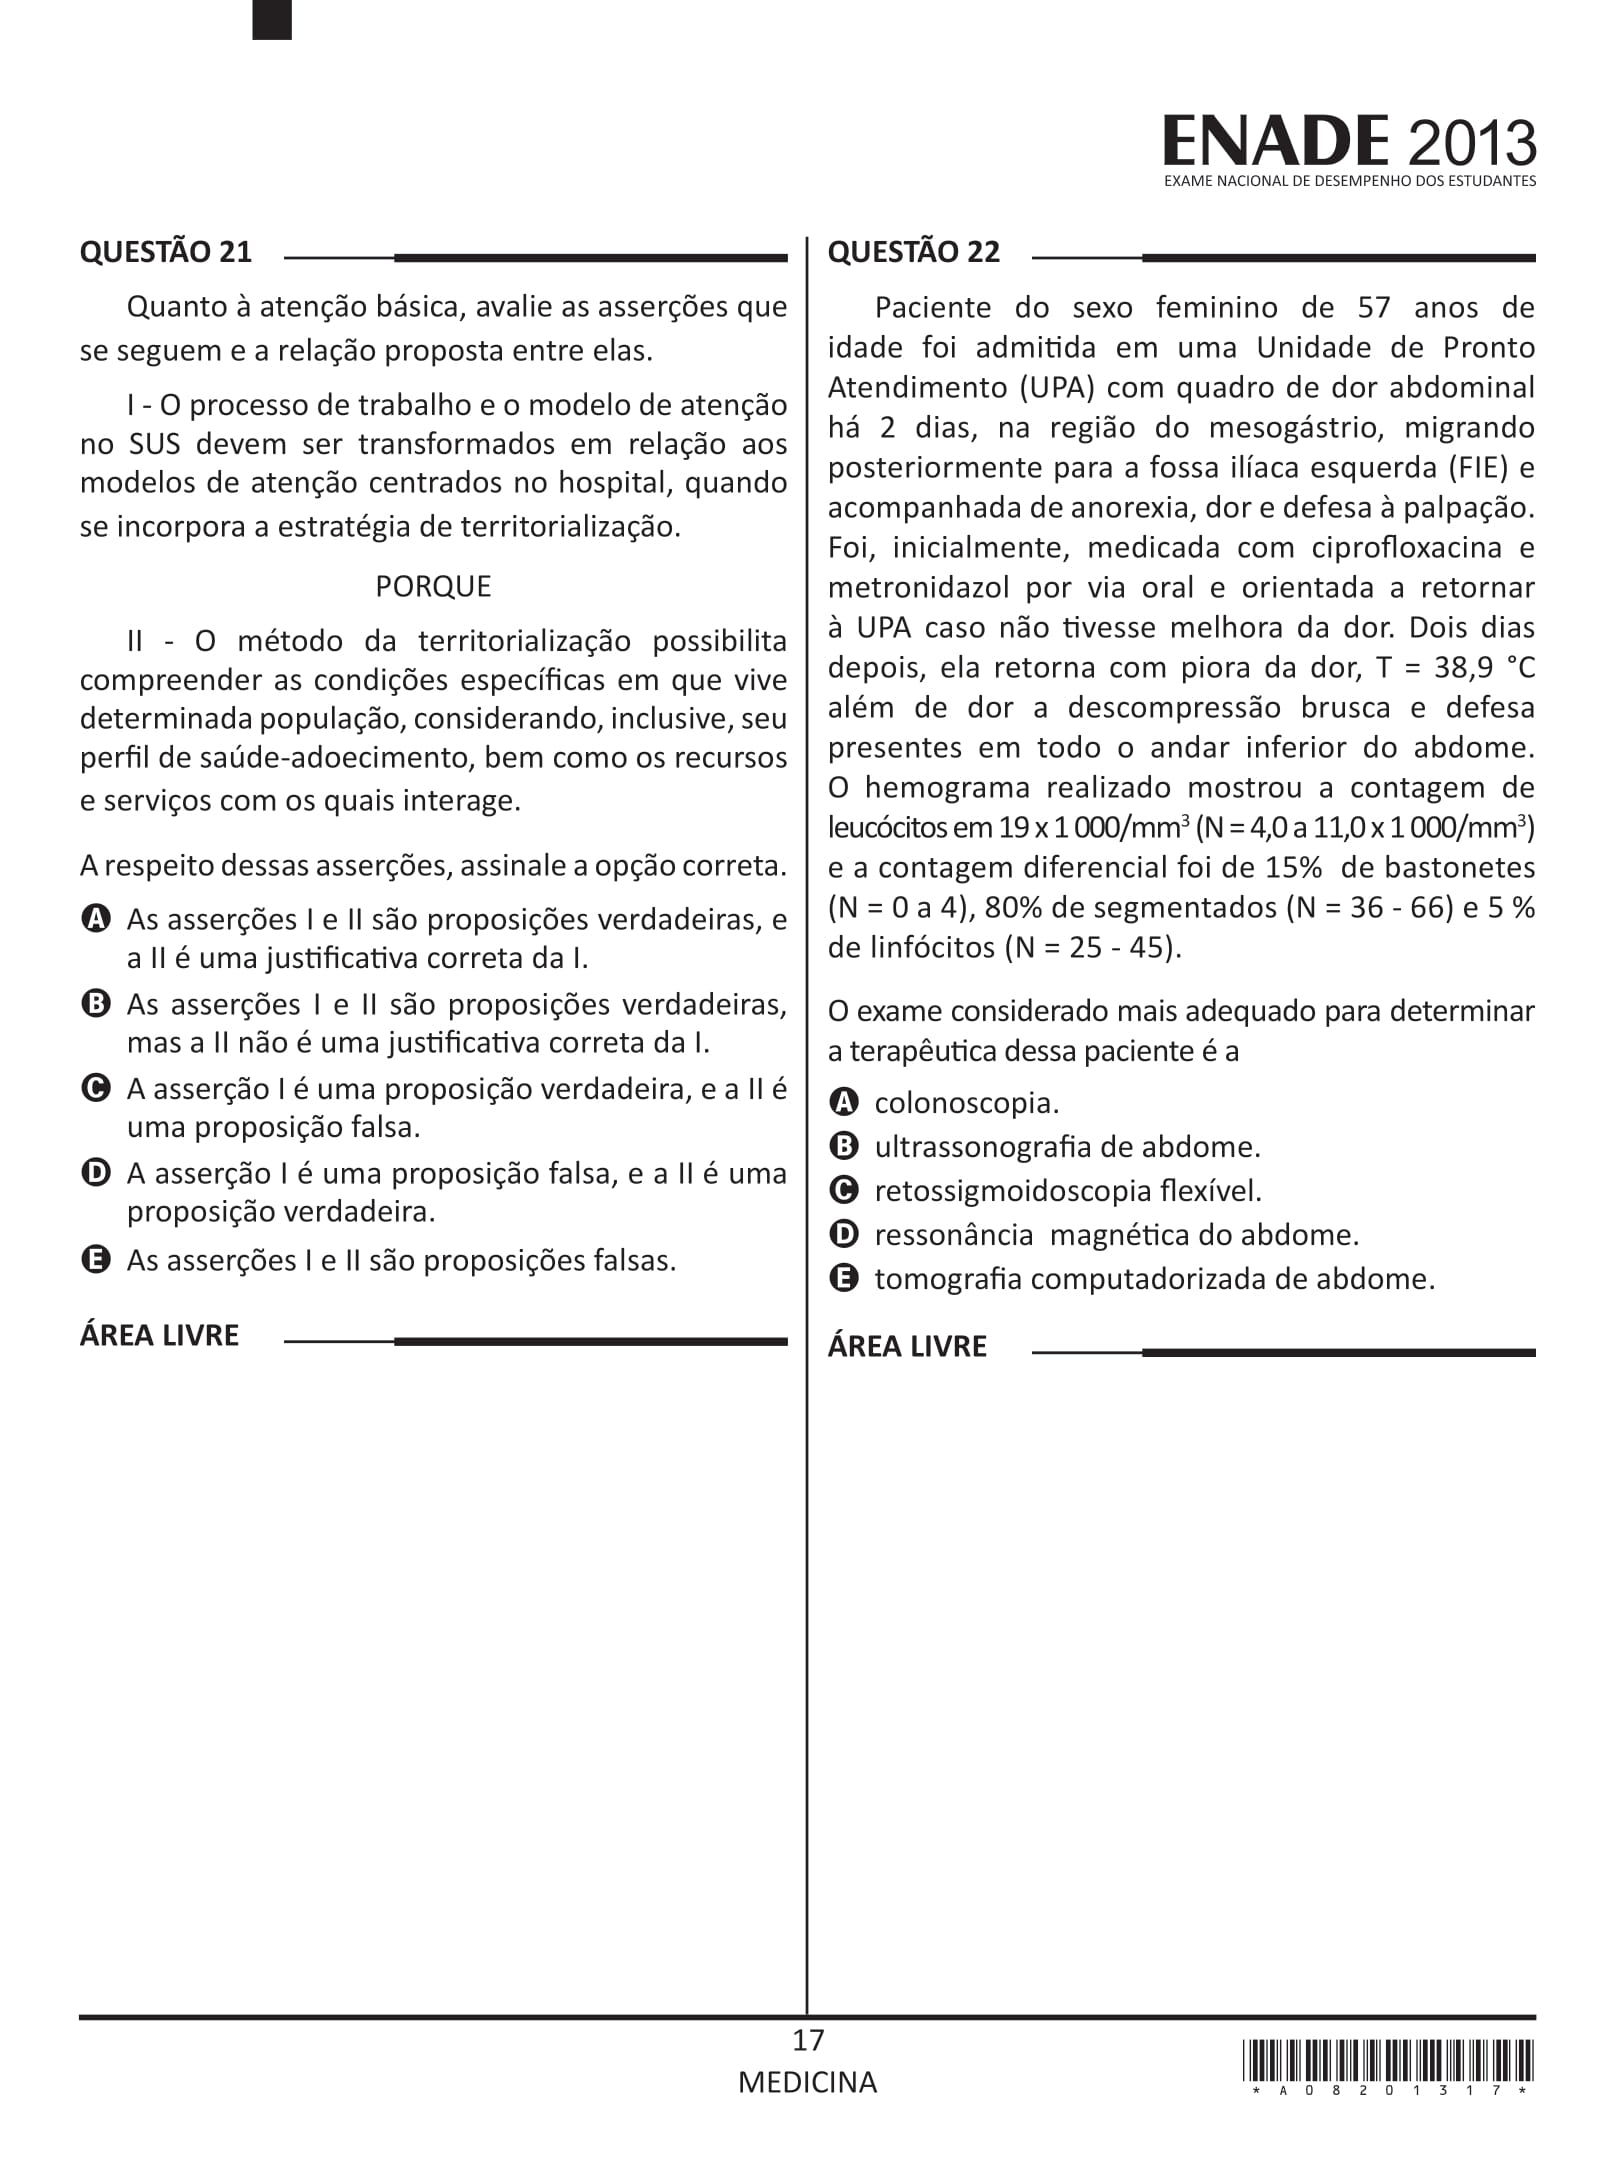 ENADE 2013
EXAME NACIONAL DE DESEMPENHO DOS ESTUDANTES
QUESTÃO 21
Quanto à atenção básica, avalie as asserções que
se seguem e a relação proposta entre elas.
I - O processo de trabalho e o modelo de atenção
no SUS devem ser transformados em relação aos
modelos de atenção centrados no hospital, quando
se incorpora a estratégia de territorialização.
PORQUE
II - O método da territorialização possibilita
compreender as condições específicas em que vive
determinada população, considerando, inclusive, seu
perfil de saúde-adoecimento, bem como os recursos
e serviços com os quais interage.
A respeito dessas asserções, assinale a opção correta.
A As asserções I e II são proposições verdadeiras, e
a II é uma justificativa correta da I.
B As asserções I e II são proposições verdadeiras,
mas a II não é uma justificativa correta da I.
C A asserção I é uma proposição verdadeira, e a II é
uma proposição falsa.
D A asserção I é uma proposição falsa, e a II é uma
proposição verdadeira.
E As asserções I e II são proposições falsas.
ÁREA LIVRE
QUESTÃO 22
Paciente do sexo feminino de 57 anos de
idade foi admitida em uma Unidade de Pronto
Atendimento (UPA) com quadro de dor abdominal
há 2 dias, na região do mesogástrio, migrando
posteriormente para a fossa ilíaca esquerda (FIE) e
acompanhada de anorexia, dor e defesa à palpação.
Foi, inicialmente, medicada com ciprofloxacina e
metronidazol por via oral e orientada a retornar
à UPA caso não tivesse melhora da dor. Dois dias
depois, ela retorna com piora da dor, T = 38,9 °C
além de dor a descompressão brusca e defesa
presentes em todo o andar inferior do abdome.
O hemograma realizado mostrou a contagem de
leucócitos em 19 x 1 000/mm³ (N = 4,0 a 11,0 x 1 000/mm³)
e a contagem diferencial foi de 15% de bastonetes
(N = 0 a 4), 80% de segmentados (N = 36 - 66) e 5 %
de linfócitos (N = 25 - 45).
O exame considerado mais adequado para determinar
a terapêutica dessa paciente é a
A colonoscopia.
B ultrassonografia de abdome.
C retossigmoidoscopia flexível.
D ressonância magnética do abdome.
E tomografia computadorizada de abdome.
ÁREA LIVRE
17
MEDICINA
*A08201317*